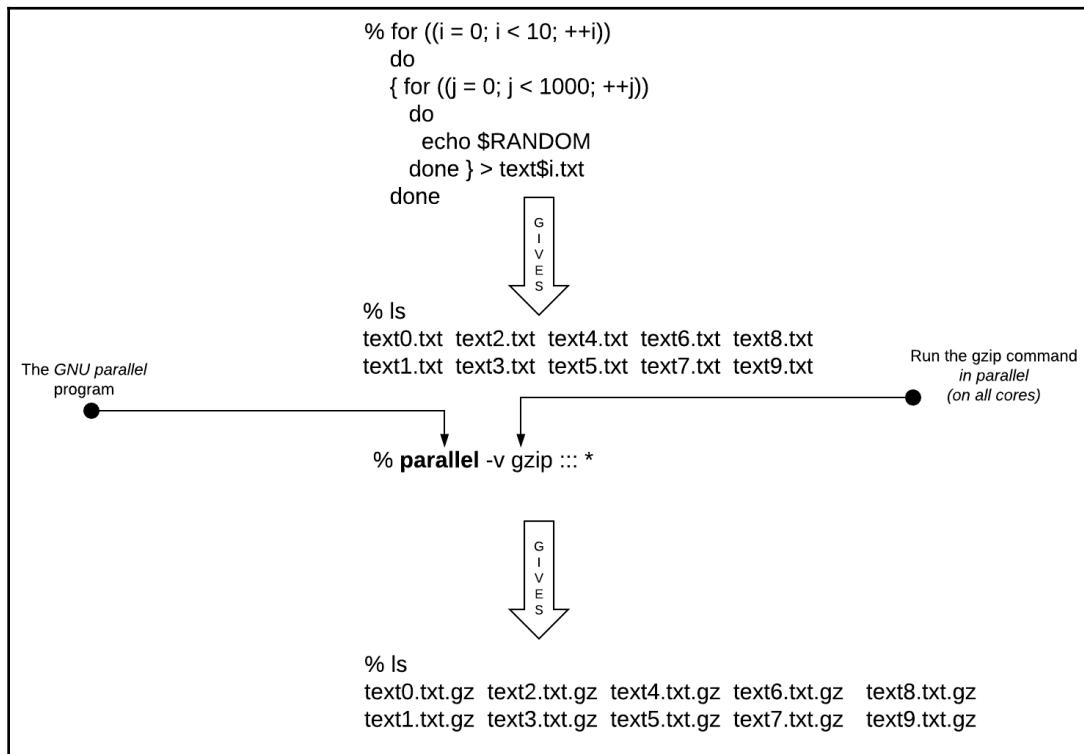 % for ((i = 0; i < 10; ++i))
do
{ for ((j = 0; j < 1000; ++j))
do
echo $RANDOM
done } > text$i.txt
done
GIVES
% ls
text0.txt text2.txt text4.txt text6.txt text8.txt
text1.txt text3.txt text5.txt text7.txt text9.txt
The GNU parallel
program
Run the gzip command
in parallel
(on all cores)
% parallel -v gzip ::: *
GIVES
% ls
text0.txt.gz text2.txt.gz text4.txt.gz text6.txt.gz text8.txt.gz
text1.txt.gz text3.txt.gz text5.txt.gz text7.txt.gz text9.txt.gz